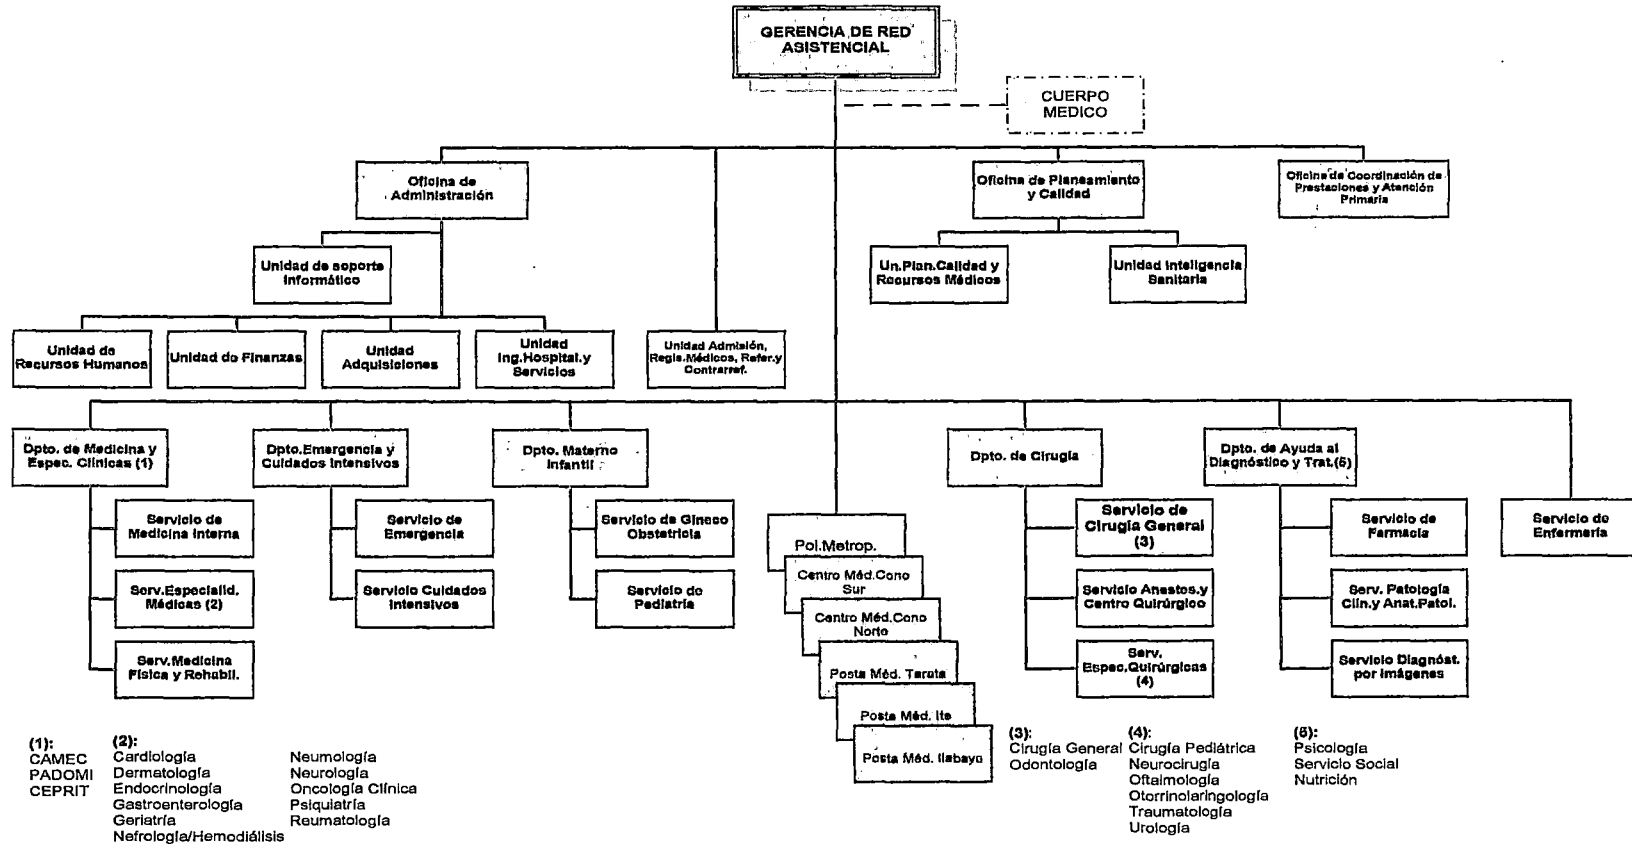 GERENCIA DE RED
ASISTENCIAL
CUERPO
MEDICO
Oficina de
Administración
Oficina de Planeamiento
y Calidad
Oficina de Coordinación de
Prestaciones y Atención
Primaria
Unidad de soporte
Informático
Un.Plan.Calidad y
Recursos Médicos
Unidad Inteligencia
Sanitaria
Unidad de
Recursos Humanos
Unidad de Finanzas
Unidad
Adquisiciones
Unidad
Ing.Hospital.y
Servicios
Unidad Admisión,
Regis.Médicos, Refer.y
Contrarref.
Dpto. de Medicina y
Espec. Clínicas (1)
Dpto.Emergencia y
Cuidados Intensivos
Dpto. Materno
Infantil
Dpto. de Cirugía
Dpto. de Ayuda al
Diagnóstico y Trat.(5)
Servicio de
Medicina Interna
Servicio de
Emergencia
Servicio de Gineco
Obstetricia
Pol.Metrop.
Servicio de
Cirugía General
(3)
Servicio de
Farmacia
Servicio de
Enfermería
Serv.Especialid.
Médicas (2)
Servicio Cuidados
Intensivos
Servicio de
Pediatría
Centro Méd.Cono
Sur
Centro Méd.Cono
Norte
Servicio Anestes.y
Centro Quirúrgico
Serv. Patología
Clín.y Anat.Patol.
Serv.Medicina
Física y Rehabil.
Posta Méd. Tarata
Posta Méd. Ite
Posta Méd. Ilabaya
Serv.
Espec.Quirúrgicas
(4)
Servicio Diagnóst.
por Imágenes
(1):
CAMEC
PADOMI
CEPRIT
(2):
Cardiología
Dermatología
Endocrinología
Gastroenterología
Geriatría
Nefrología/Hemodiálisis
Neumología
Neurología
Oncología Clínica
Psiquiatría
Reumatología
(3):
Cirugía General
Odontología
(4):
Cirugía Pediátrica
Neurocirugía
Oftalmología
Otorrinolaringología
Traumatología
Urología
(5):
Psicología
Servicio Social
Nutrición